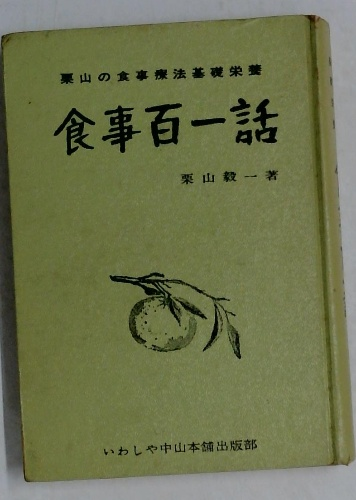 栗山の食事療法基礎栄養
食事百一話
栗山毅一著
いわしや中山本舗出版部